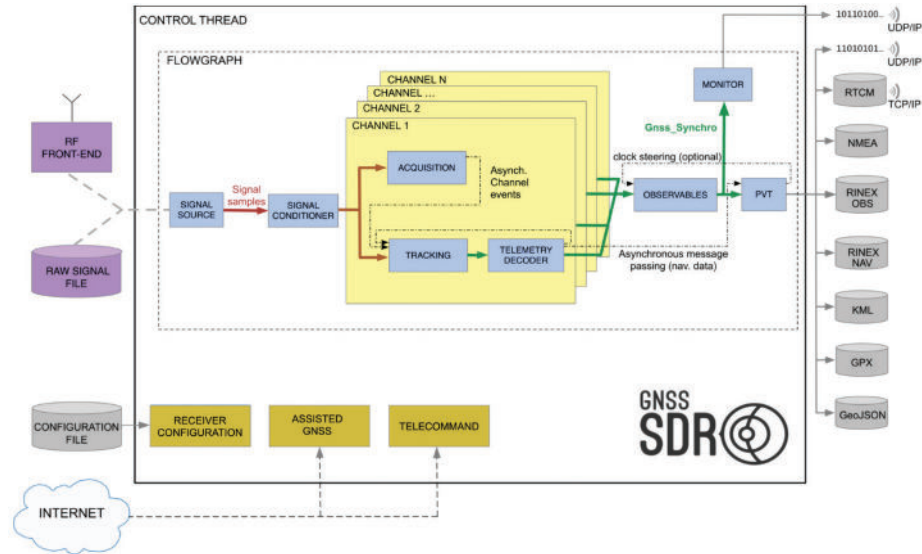 CONTROL THREAD
FLOWGRAPH
CHANNEL N
CHANNEL ...
CHANNEL 2
CHANNEL 1
RF
FRONT-END
RAW SIGNAL
FILE
SIGNAL
SOURCE
Signal
samples
SIGNAL
CONDITIONER
ACQUISITION
Asynch.
Channel
events
TRACKING
TELEMETRY
DECODER
MONITOR
Gnss_Synchro
clock steering (optional)
OBSERVABLES
PVT
Asynchronous message
passing (nav. data)
10110100..
UDP/IP
11010101...
UDP/IP
RTCM
TCP/IP
NMEA
RINEX
OBS
RINEX
NAV
KML
GPX
GeoJSON
CONFIGURATION
FILE
RECEIVER
CONFIGURATION
ASSISTED
GNSS
TELECOMMAND
GNSS
SDR
INTERNET